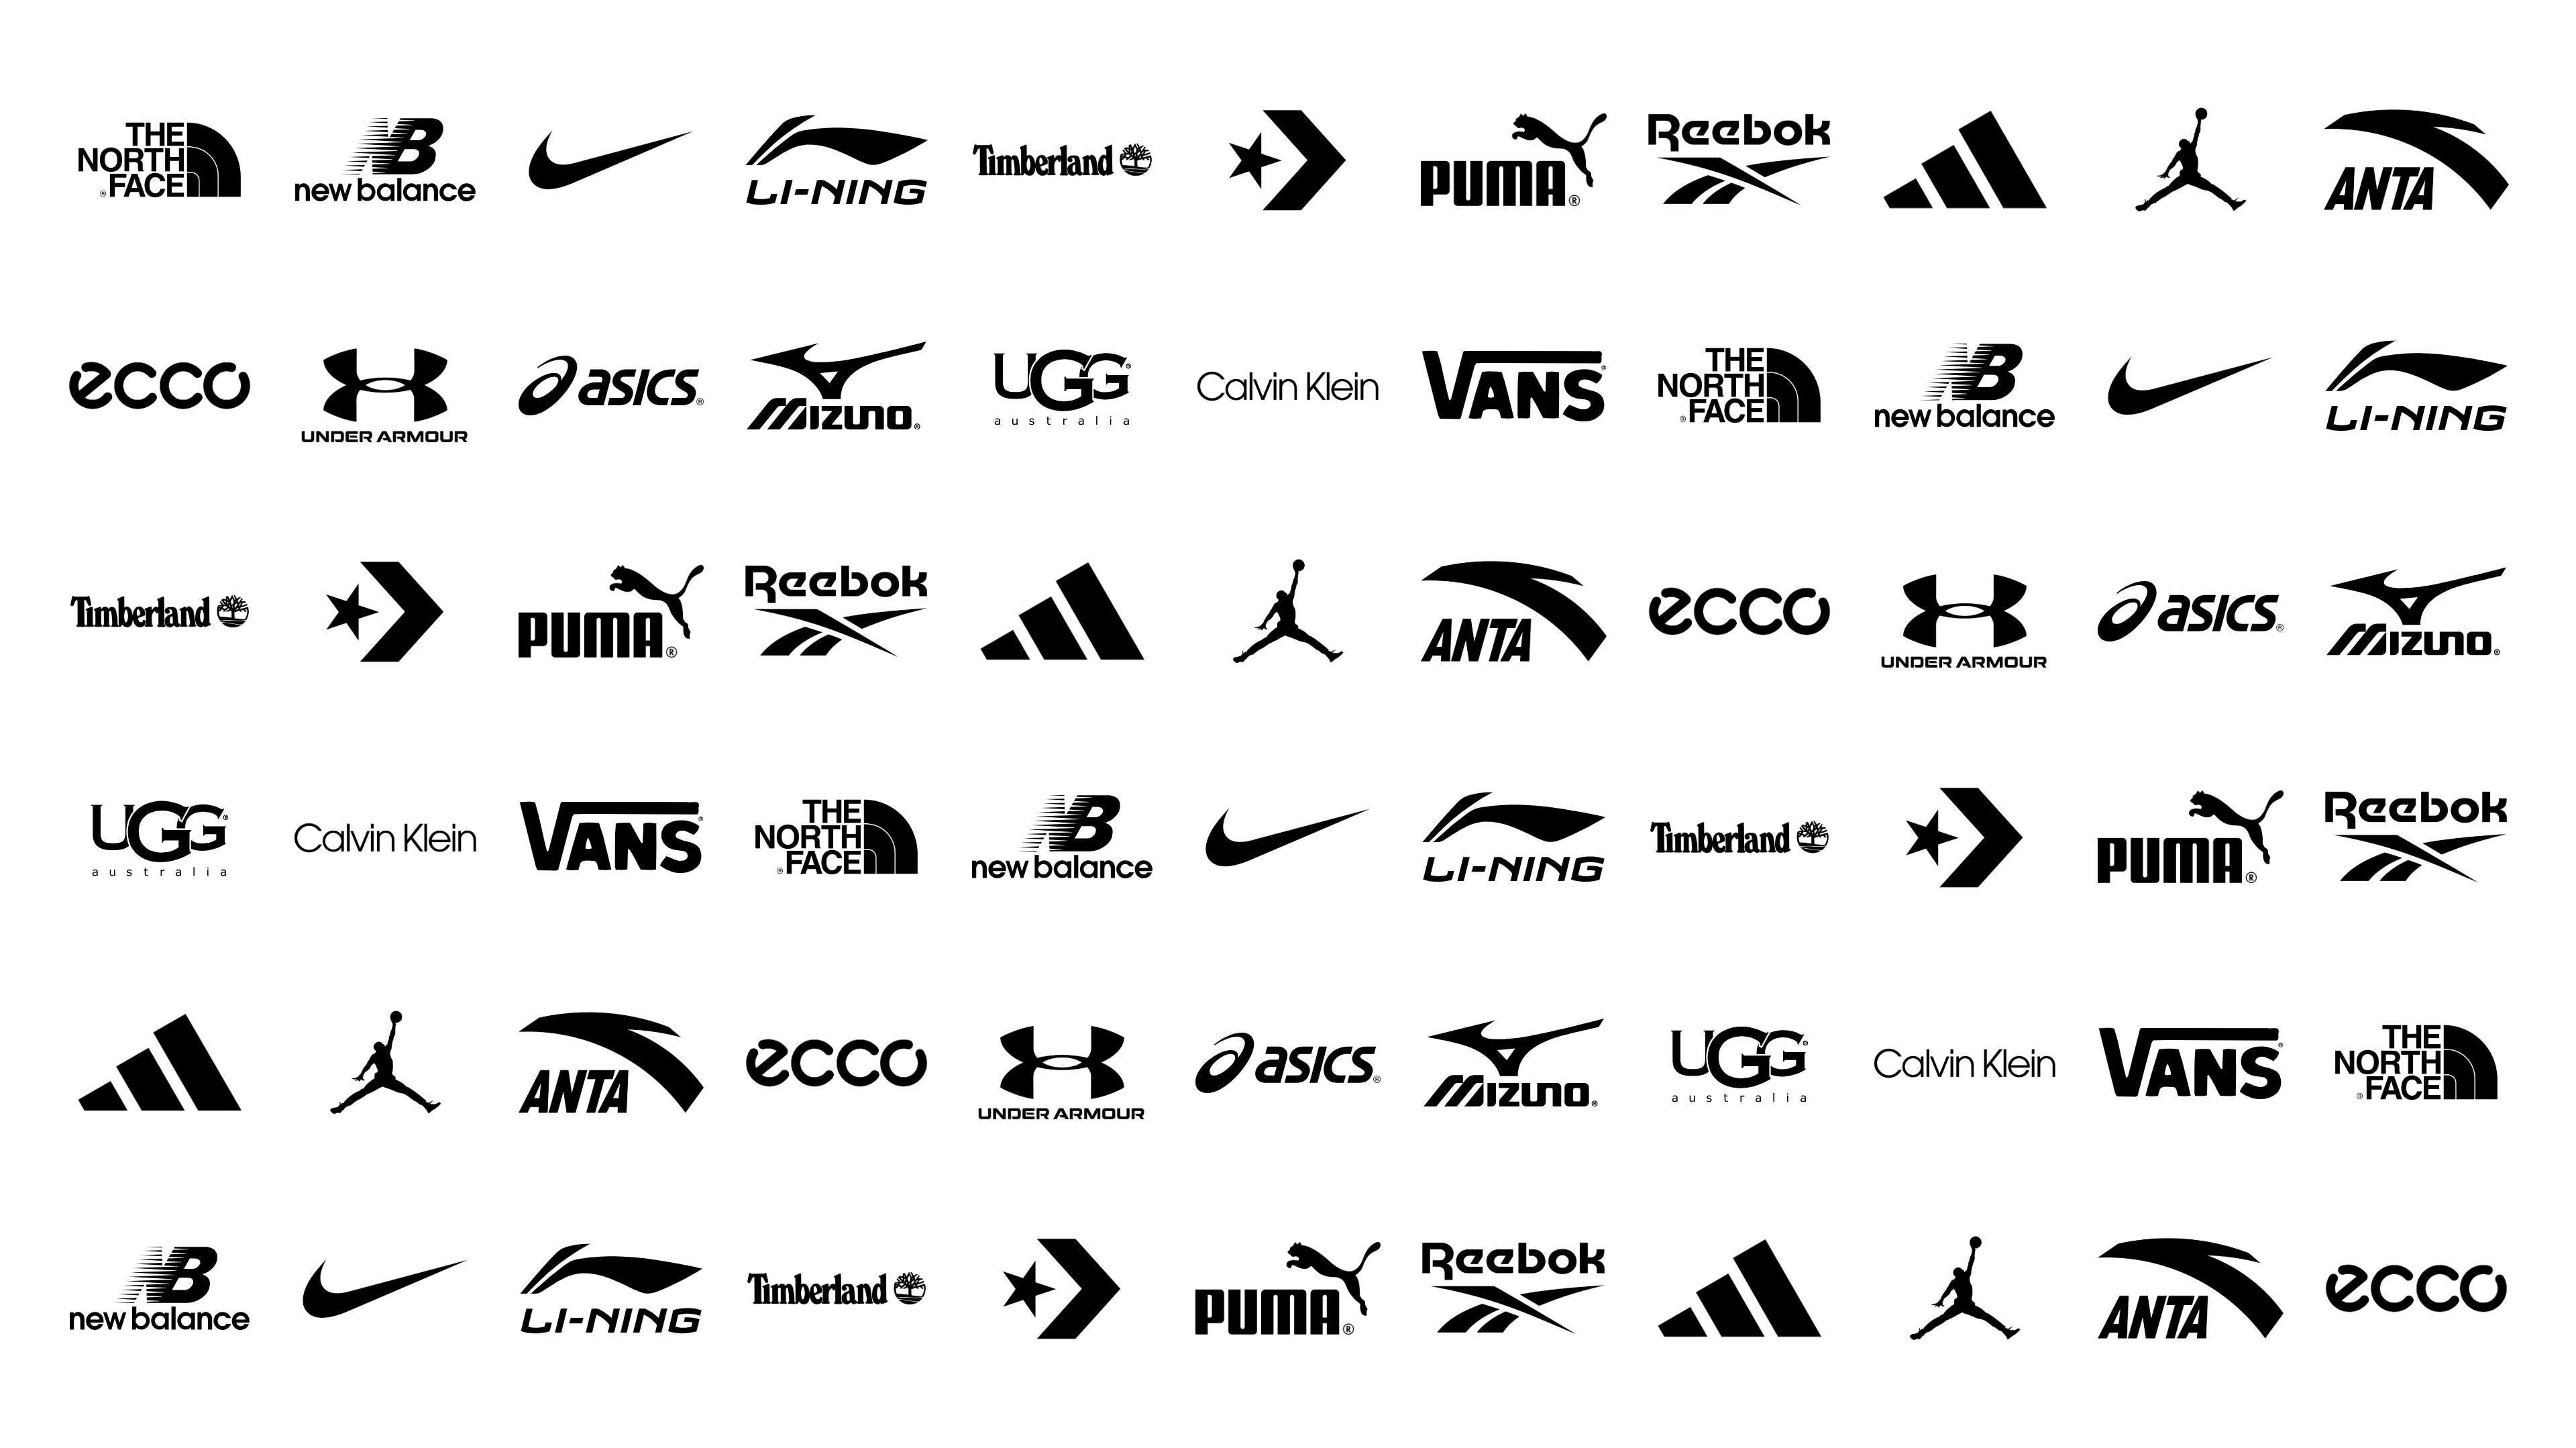 THE NORTH FACE ®
new balance
LI-NING
Timberland
PUMA ®
Reebok
ANTA
ecco
UNDER ARMOUR
asics ®
Mizuno ®
UGG ® australia
Calvin Klein
VANS ®
THE NORTH FACE ®
new balance
LI-NING
Timberland
PUMA ®
Reebok
ANTA
ecco
UNDER ARMOUR
asics ®
Mizuno ®
UGG ® australia
Calvin Klein
VANS ®
THE NORTH FACE ®
new balance
LI-NING
Timberland
PUMA ®
Reebok
ANTA
ecco
UNDER ARMOUR
asics ®
Mizuno ®
UGG ® australia
Calvin Klein
VANS ®
THE NORTH FACE ®
new balance
LI-NING
Timberland
PUMA ®
Reebok
ANTA
ecco